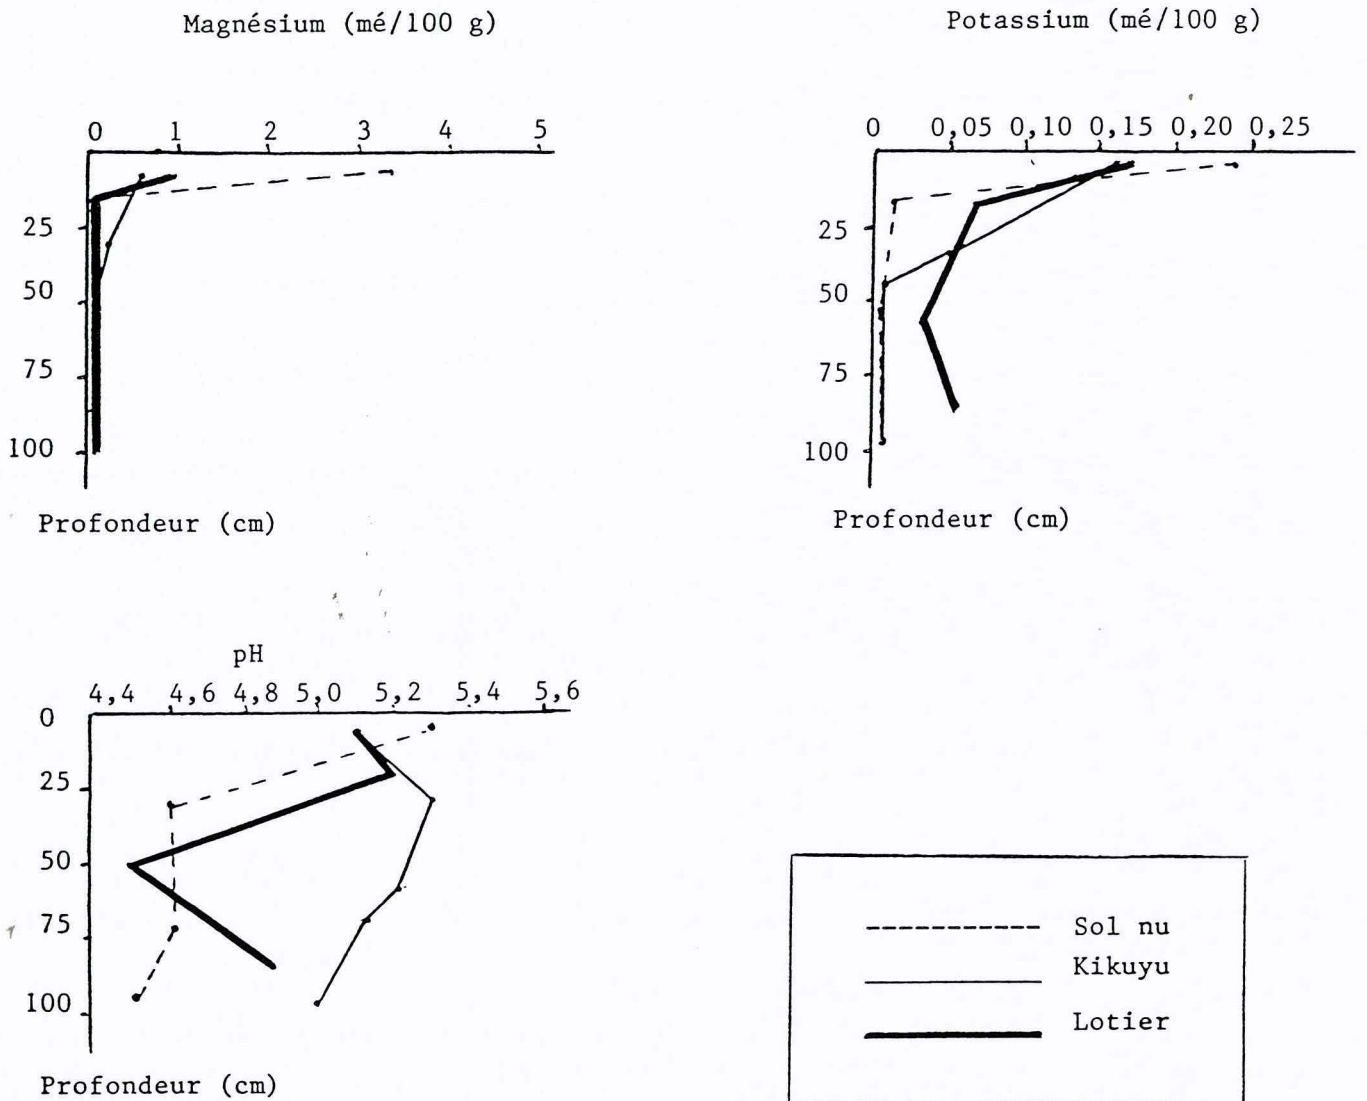 Magnésium (mé/100 g)
0 1 2 3 4 5
25
50
75
100
Profondeur (cm)
Potassium (mé/100 g)
0 0,05 0,10 0,15 0,20 0,25
25
50
75
100
Profondeur (cm)
pH
4,4 4,6 4,8 5,0 5,2 5,4 5,6
0
25
50
75
100
Profondeur (cm)
Sol nu
Kikuyu
Lotier